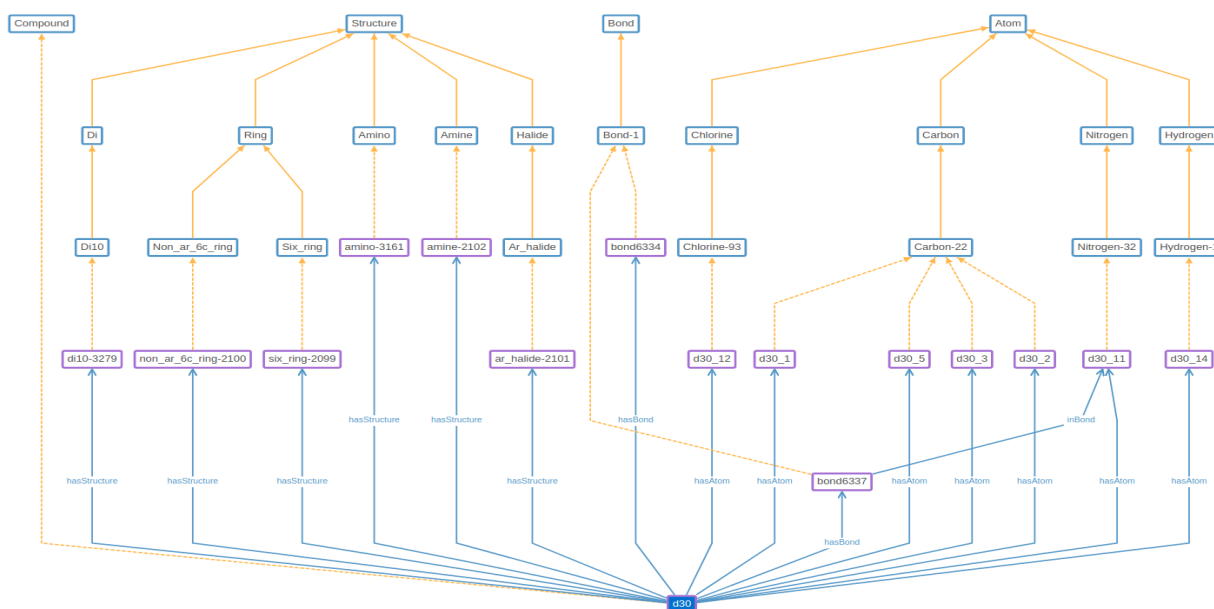 Compound Structure Bond Atom
Di Ring Amino Amine Halide Bond-1 Chlorine Carbon Nitrogen Hydrogen
Di10 Non_ar_6c_ring Six_ring amino-3161 amine-2102 Ar_halide bond6334 Chlorine-93 Carbon-22 Nitrogen-32 Hydrogen-
di10-3279 non_ar_6c_ring-2100 six_ring-2099 ar_halide-2101 d30_12 d30_1 d30_5 d30_3 d30_2 d30_11 d30_14
hasStructure hasStructure hasBond inBond
hasStructure hasStructure hasStructure hasStructure hasAtom hasAtom bond6337 hasAtom hasAtom hasAtom hasAtom hasAtom
hasBond
d30